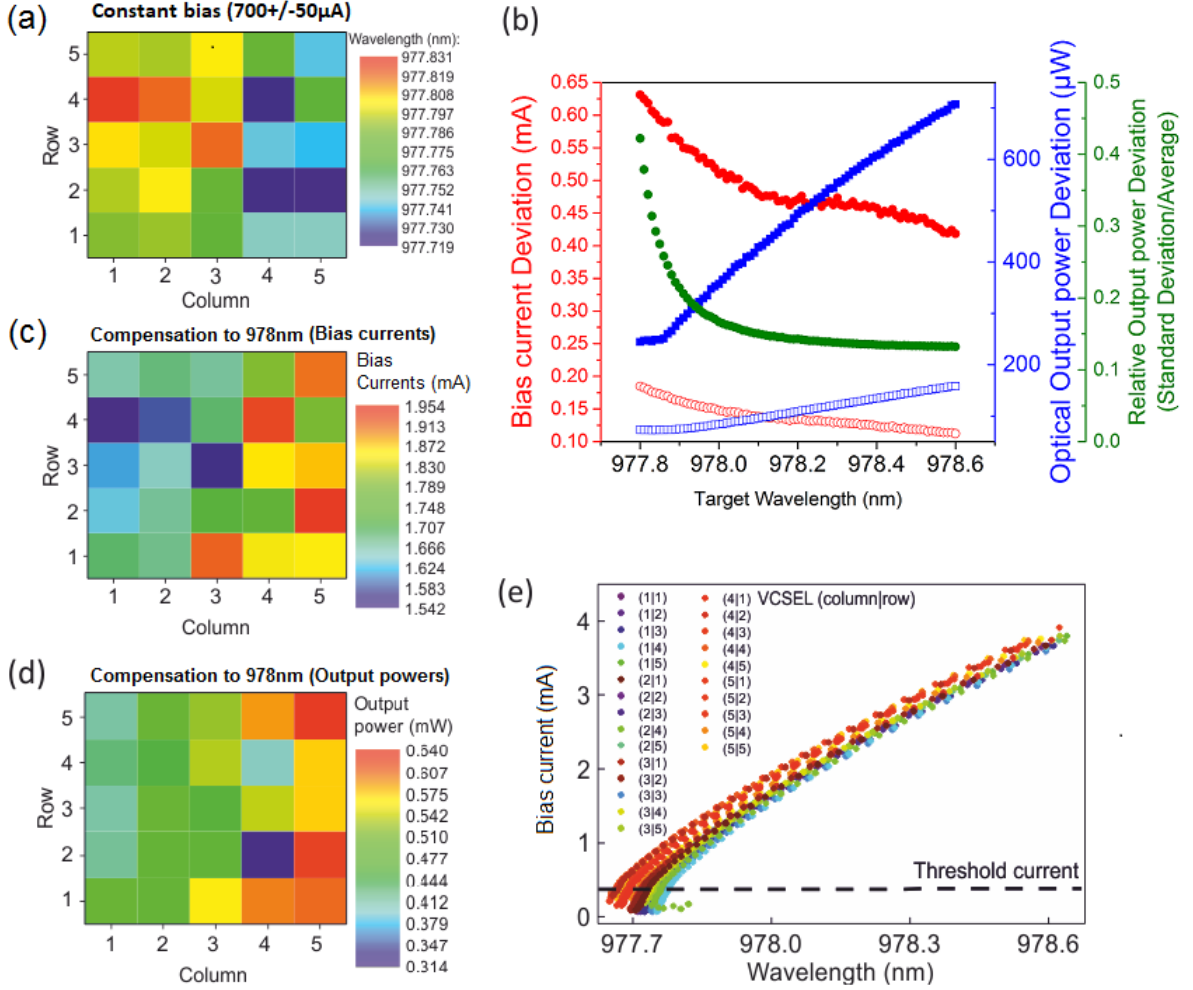 (a)
Constant bias (700+/-50µA)
Wavelength (nm):
977.831
977.819
977.808
977.797
977.786
977.775
977.763
977.752
977.741
977.730
977.719
5
4
3
2
1
Row
1 2 3 4 5
Column
(b)
Bias current Deviation (mA)
0.65
0.60
0.55
0.50
0.45
0.40
0.35
0.30
0.25
0.20
0.15
0.10
977.8 978.0 978.2 978.4 978.6
Target Wavelength (nm)
600
400
200
Optical Output power Deviation (µW)
0.5
0.4
0.3
0.2
0.1
0.0
Relative Output power Deviation
(Standard Deviation/Average)
(c)
Compensation to 978nm (Bias currents)
Bias
Currents (mA)
1.954
1.913
1.872
1.830
1.789
1.748
1.707
1.666
1.624
1.583
1.542
5
4
3
2
1
Row
1 2 3 4 5
Column
(d)
Compensation to 978nm (Output powers)
Output
power (mW)
0.540
0.807
0.575
0.542
0.510
0.477
0.444
0.412
0.379
0.347
0.314
5
4
3
2
1
Row
1 2 3 4 5
Column
(e)
(1|1) (4|1) VCSEL (column|row)
(1|2) (4|2)
(1|3) (4|3)
(1|4) (4|4)
(1|5) (4|5)
(2|1) (5|1)
(2|2) (5|2)
(2|3) (5|3)
(2|4) (5|4)
(2|5) (5|5)
(3|1)
(3|2)
(3|3)
(3|4)
(3|5)
Threshold current
4
3
2
1
0
Bias current (mA)
977.7 978.0 978.3 978.6
Wavelength (nm)